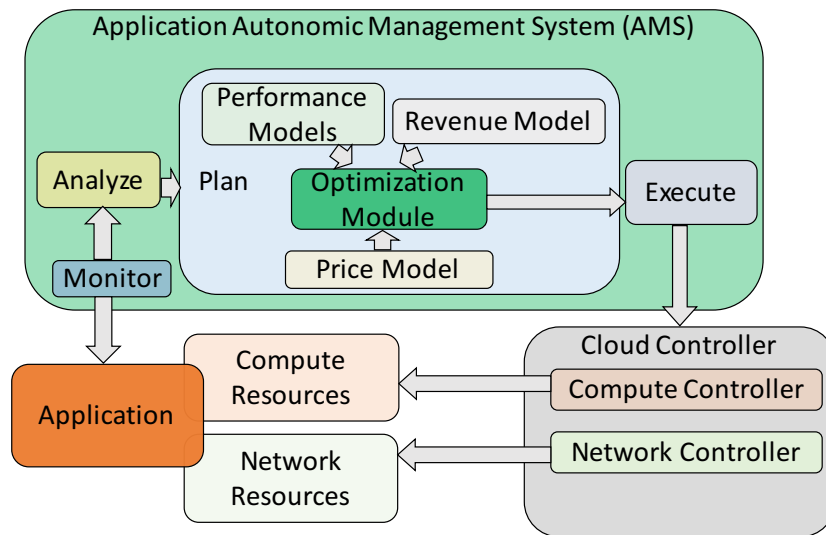 Application Autonomic Management System (AMS)
Performance
Models
Revenue Model
Analyze
Plan
Optimization
Module
Execute
Monitor
Price Model
Cloud Controller
Compute
Resources
Compute Controller
Application
Network Controller
Network
Resources